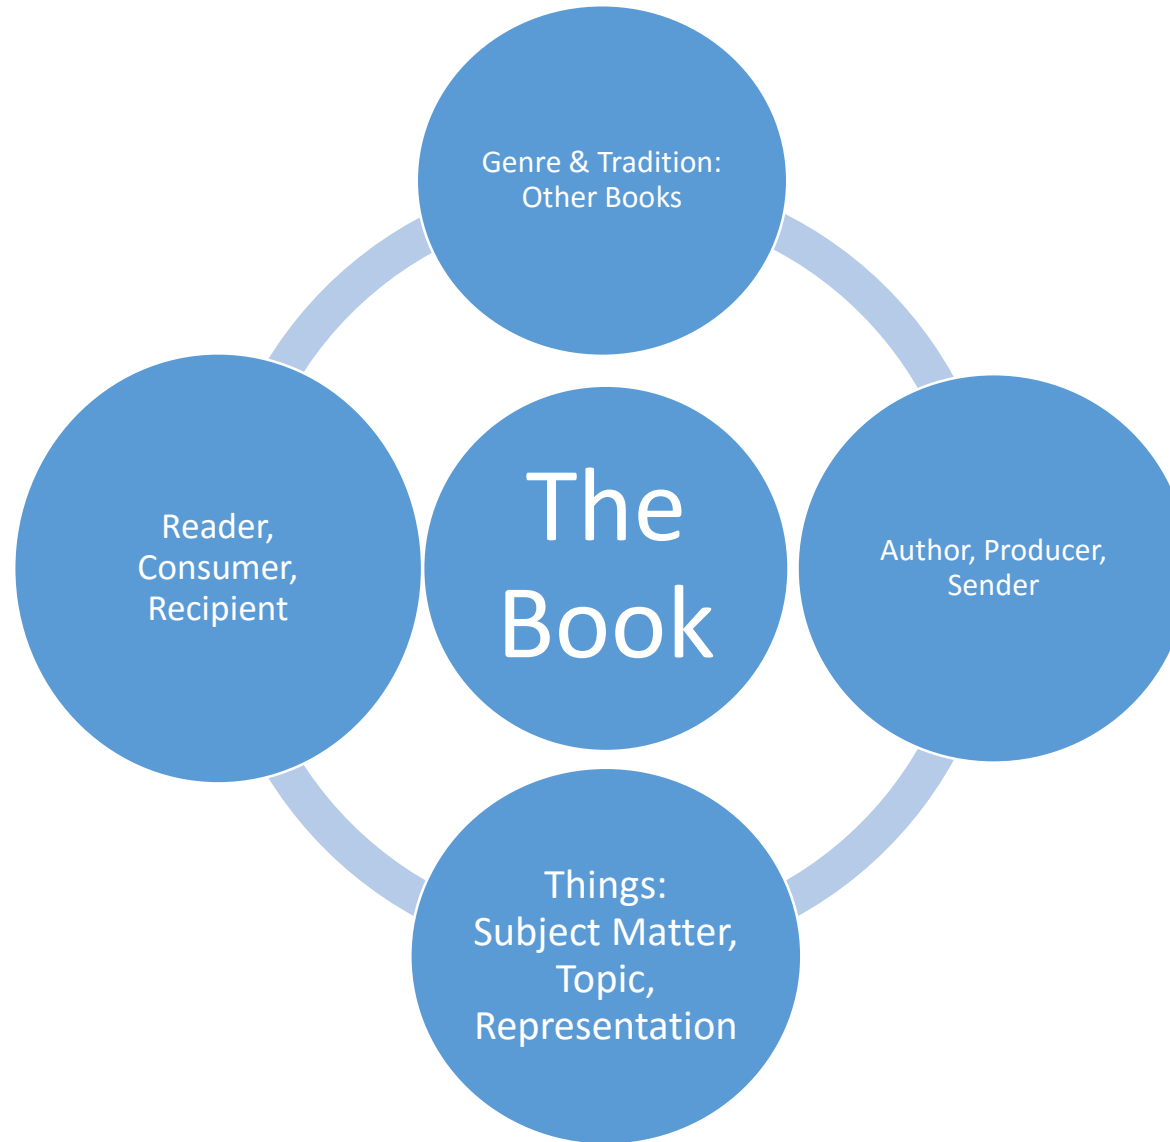 Genre & Tradition:
Other Books
Reader,
Consumer,
Recipient
The
Book
Author, Producer,
Sender
Things:
Subject Matter,
Topic,
Representation